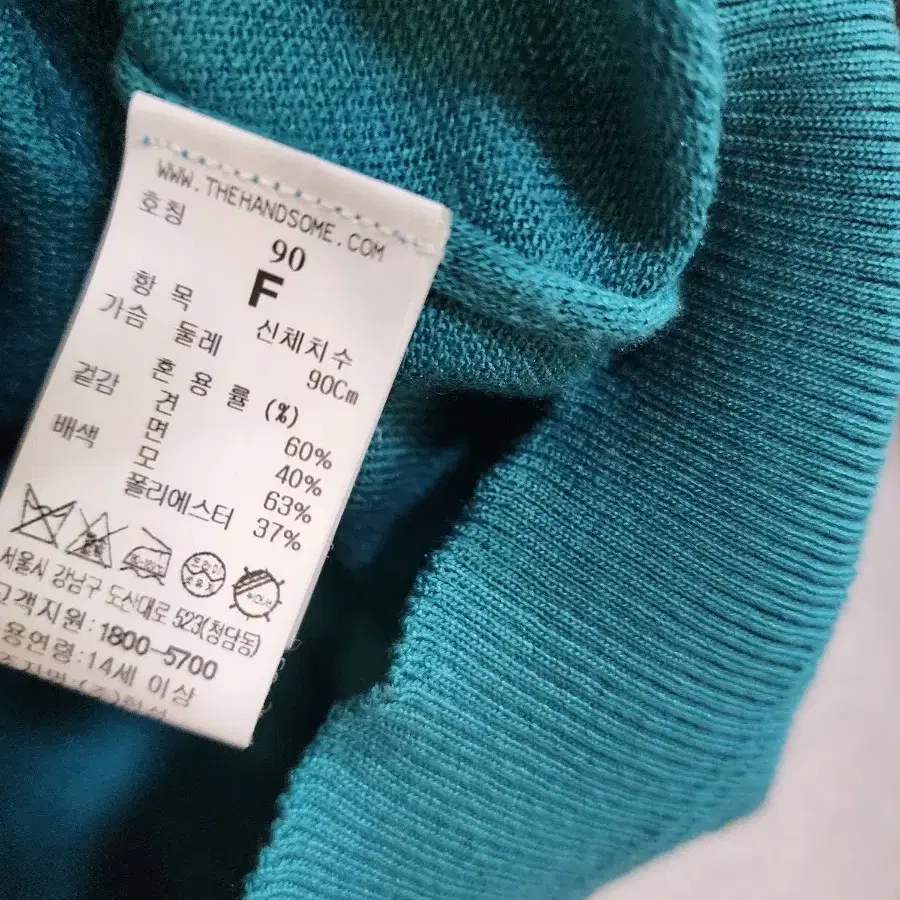 WWW.THEHANDSOME.COM
호칭
90
F
항 목 신체치수
가슴 둘레 90Cm
혼 용 률 (%)
겉감 견 60%
면 40%
배색 모 63%
폴리에스터 37%
드라이
서울시 강남구 도산대로 523(청담동)
고객지원:1800-5700
용연령:14세 이상